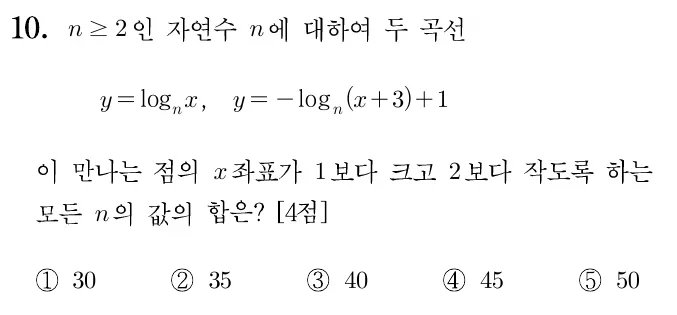 10. n ≥ 2인 자연수 n에 대하여 두 곡선
y = logₙx, y = −logₙ(x+3)+1
이 만나는 점의 x좌표가 1보다 크고 2보다 작도록 하는
모든 n의 값의 합은? [4점]
① 30 ② 35 ③ 40 ④ 45 ⑤ 50